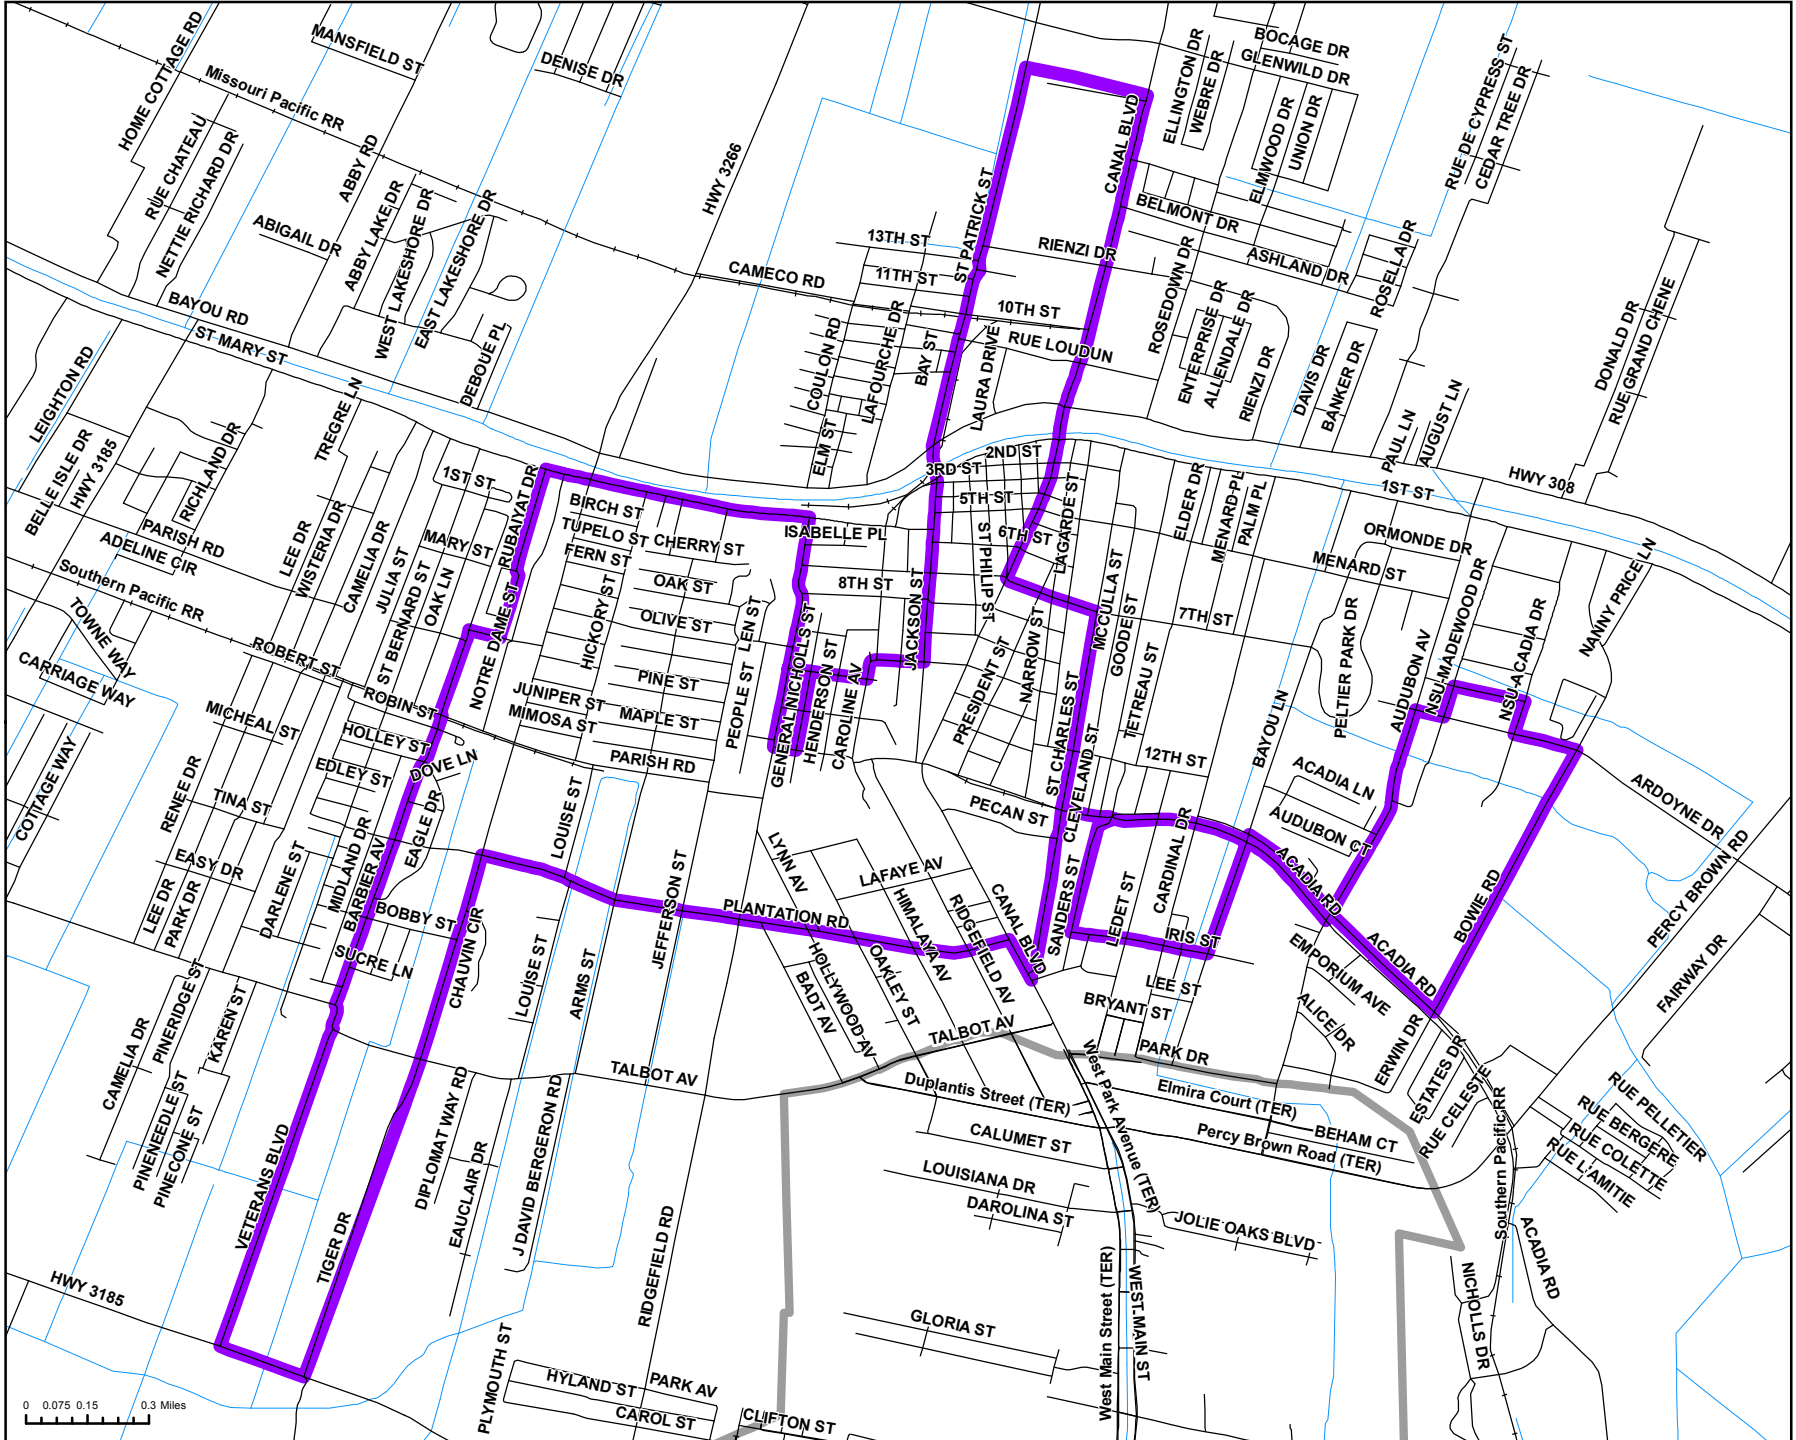 HOME COTTAGE RD
MANSFIELD ST
DENISE DR
Missouri Pacific RR
BOCAGE DR
GLENWILD DR
ELLINGTON DR
WEBRE DR
ELMWOOD DR
UNION DR
RUE DE CYPRESS ST
CEDAR TREE DR
CANAL BLVD
RUE CHATEAU
NETTIE RICHARD DR
ABBY RD
ABIGAIL DR
ABBY LAKE DR
WEST LAKESHORE DR
EAST LAKESHORE DR
HWY 3266
ST PATRICK ST
13TH ST
11TH ST
10TH ST
CAMECO RD
RIENZI DR
BELMONT DR
ASHLAND DR
ROSELLA DR
ROSEDOWN DR
ENTERPRISE DR
ALLENDALE DR
RIENZI DR
DAVIS DR
BANKER DR
DONALD DR
RUE GRAND CHENE
RUE LOUDUN
LAURA DRIVE
BAY ST
LAFOURCHE DR
COULON RD
ELM ST
BAYOU RD
ST MARY ST
DEBOUE PL
LEIGHTON RD
BELLE ISLE DR
HWY 3185
RICHLAND DR
TREGRE LN
PARISH RD
ADELINE CIR
LEE DR
WISTERIA DR
CAMELIA DR
JULIA ST
ST BERNARD ST
OAK LN
MARY ST
1ST ST
RUBAIYAT DR
NOTRE DAME ST
BIRCH ST
TUPELO ST
CHERRY ST
FERN ST
OAK ST
OLIVE ST
PINE ST
HICKORY ST
JUNIPER ST
MAPLE ST
MIMOSA ST
PARISH RD
PEOPLE ST
LEN ST
ISABELLE PL
8TH ST
GENERAL NICHOLLS ST
HENDERSON ST
CAROLINE AV
JACKSON ST
2ND ST
3RD ST
5TH ST
6TH ST
ST PHILIP ST
LAGARDE ST
PRESIDENT ST
NARROW ST
ST CHARLES ST
CLEVELAND ST
MCCULLA ST
GOODE ST
TETREAU ST
7TH ST
12TH ST
ELDER DR
MENARD PL
PALM PL
PAUL LN
AUGUST LN
1ST ST
HWY 308
ORMONDE DR
MENARD ST
PELTIER PARK DR
AUDUBON AV
NSU-MADEWOOD DR
NSU-ACADIA DR
NANNY PRICE LN
BAYOU LN
ACADIA LN
AUDUBON CT
ARDOYNE DR
PERCY BROWN RD
BOWIE RD
FAIRWAY DR
Southern Pacific RR
TOWNE WAY
CARRIAGE WAY
COTTAGE WAY
ROBERT ST
ROBIN ST
MICHEAL ST
HOLLEY ST
EDLEY ST
DOVE LN
EAGLE DR
RENEE DR
TINA ST
EASY DR
LEE DR
PARK DR
DARLENE ST
MIDLAND DR
BARBIER AV
BOBBY ST
SUCRE LN
CHAUVIN CIR
LOUISE ST
LOUISE ST
ARMS ST
JEFFERSON ST
PLANTATION RD
LYNN AV
LAFAYE AV
HIMALAYA AV
RIDGEFIELD AV
CANAL BLVD
OAKLEY ST
HOLLYWOOD AV
BADT AV
PECAN ST
SANDERS ST
LEDET ST
CARDINAL DR
IRIS ST
LEE ST
BRYANT ST
PARK DR
ACADIA RD
ACADIA RD
EMPORIUM AVE
ALICE DR
ERWIN DR
ESTATES DR
RUE CELESTE
TALBOT AV
TALBOT AV
CAMELIA DR
PINERIDGE ST
KAREN ST
PINENEEDLE ST
PINECONE ST
VETERANS BLVD
TIGER DR
DIPLOMAT WAY RD
EAUCLAIR DR
J DAVID BERGERON RD
RIDGEFIELD RD
PLYMOUTH ST
HWY 3185
Duplantis Street (TER)
Elmira Court (TER)
BEHAM CT
Percy Brown Road (TER)
West Park Avenue (TER)
CALUMET ST
LOUISIANA DR
DAROLINA ST
JOLIE OAKS BLVD
GLORIA ST
West Main Street (TER)
WEST MAIN ST
Southern Pacific RR
RUE PELLETIER
RUE BERGERE
RUE COLETTE
RUE L'AMITIE
ACADIA RD
NICHOLLS DR
HYLAND ST
PARK AV
CAROL ST
CLIFTON ST
0 0.075 0.15 0.3 Miles